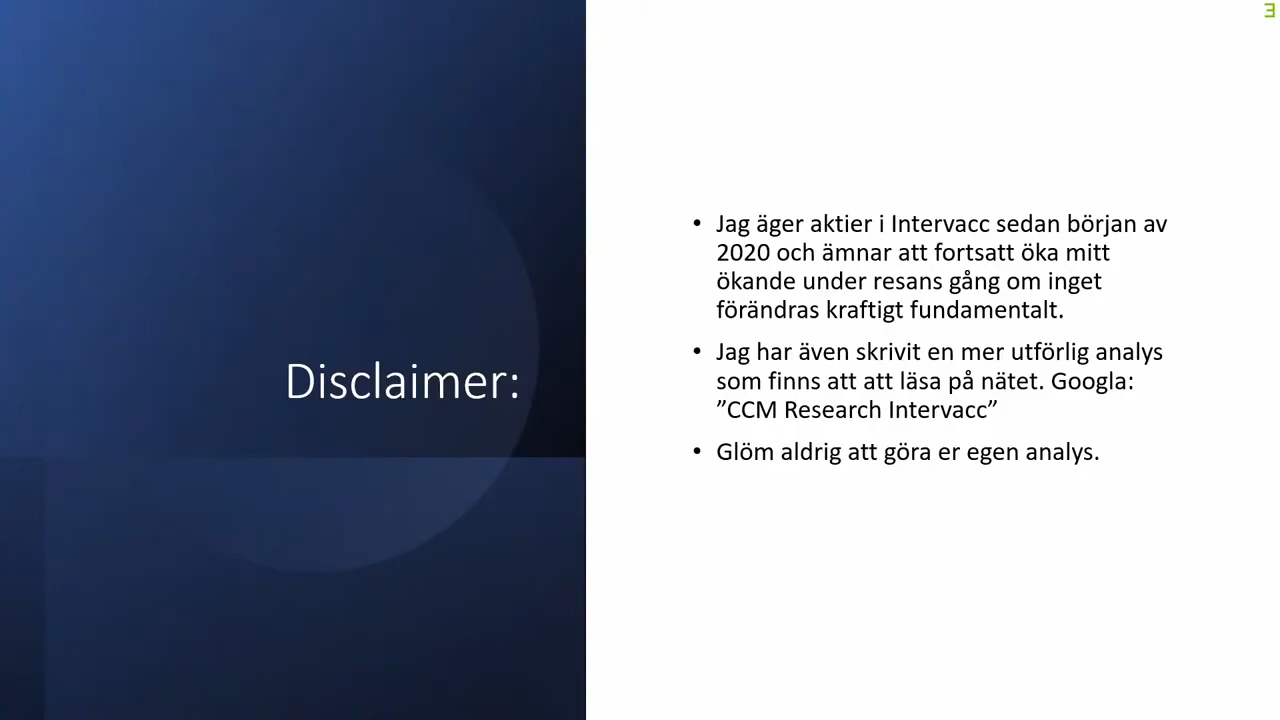 Disclaimer:
• Jag äger aktier i Intervacc sedan början av
2020 och ämnar att fortsatt öka mitt
ökande under resans gång om inget
förändras kraftigt fundamentalt.
• Jag har även skrivit en mer utförlig analys
som finns att att läsa på nätet. Googla:
”CCM Research Intervacc”
• Glöm aldrig att göra er egen analys.
3